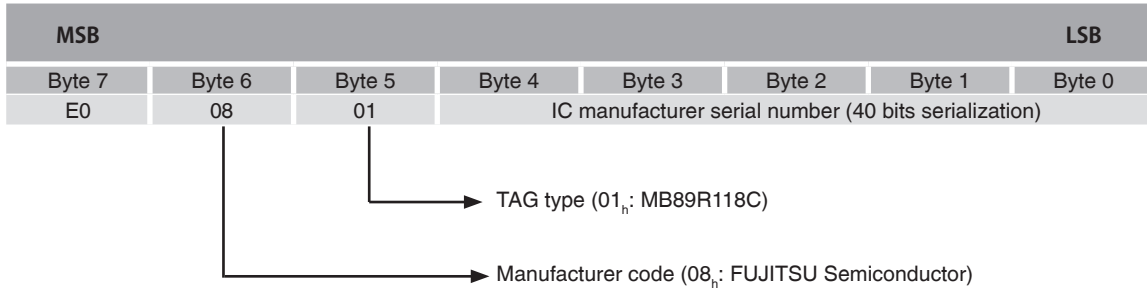 MSB LSB
Byte 7 Byte 6 Byte 5 Byte 4 Byte 3 Byte 2 Byte 1 Byte 0
E0 08 01 IC manufacturer serial number (40 bits serialization)
TAG type (01h: MB89R118C)
Manufacturer code (08h: FUJITSU Semiconductor)